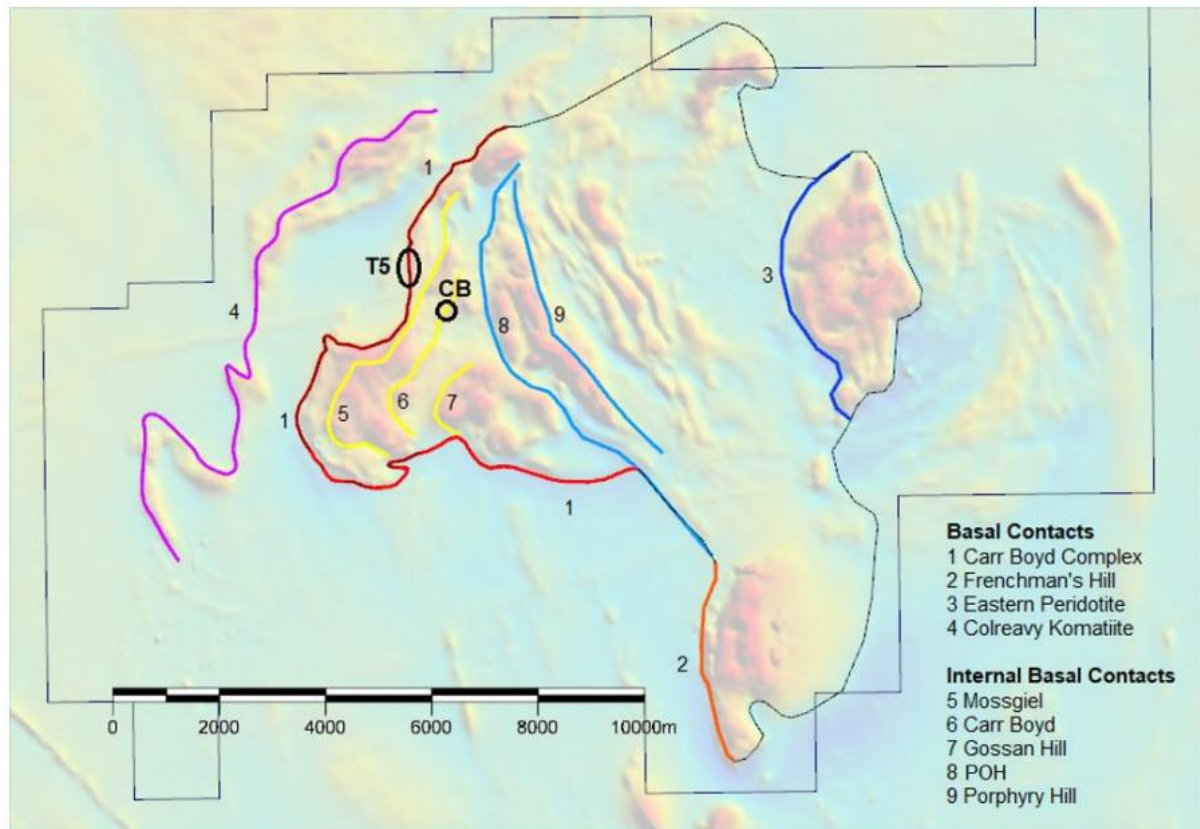 1
T5
CB
4
3
8
9
1
5
6
7
1
2
0
2000
4000
6000
8000
10000m
Basal Contacts
1 Carr Boyd Complex
2 Frenchman's Hill
3 Eastern Peridotite
4 Colreavy Komatiite
Internal Basal Contacts
5 Mossgiel
6 Carr Boyd
7 Gossan Hill
8 POH
9 Porphyry Hill